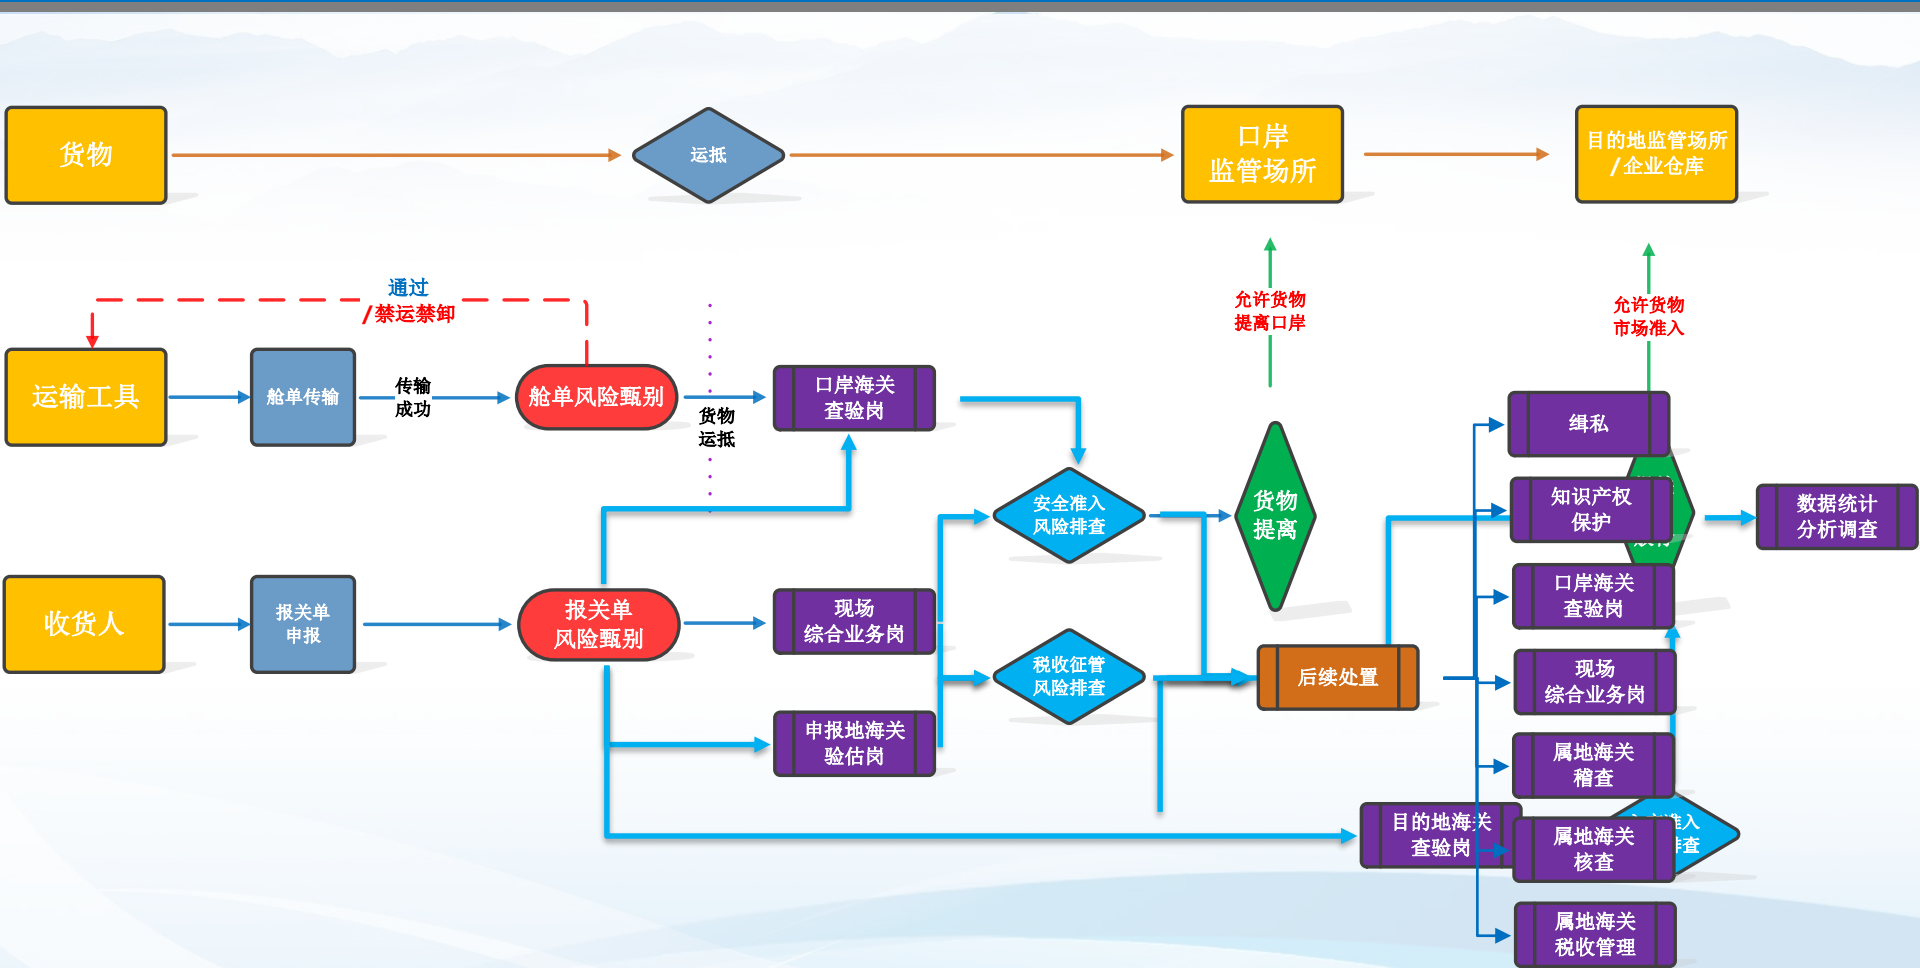 货物
运抵
口岸
监管场所
目的地监管场所
/企业仓库
通过
/禁运禁卸
允许货物
提离口岸
允许货物
市场准入
运输工具
舱单传输
传输
成功
舱单风险甄别
货物
运抵
口岸海关
查验岗
缉私
安全准入
风险排查
货物
提离
知识产权
保护
数据统计
分析调查
收货人
报关单
申报
报关单
风险甄别
现场
综合业务岗
税收征管
风险排查
后续处置
口岸海关
查验岗
现场
综合业务岗
申报地海关
验估岗
属地海关
稽查
目的地海关
查验岗
属地海关
核查
准入
排查
属地海关
税收管理